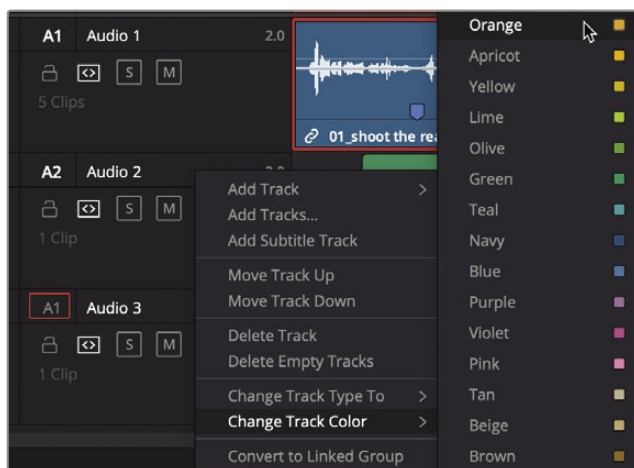 A1 Audio 1 2.0
S M
5 Clips
01_shoot the rea
A2 Audio 2 2.0
S M
1 Clip
A1 Audio 3
S M
1 Clip
Add Track
Add Tracks...
Add Subtitle Track
Move Track Up
Move Track Down
Delete Track
Delete Empty Tracks
Change Track Type To
Change Track Color
Convert to Linked Group
Orange
Apricot
Yellow
Lime
Olive
Green
Teal
Navy
Blue
Purple
Violet
Pink
Tan
Beige
Brown